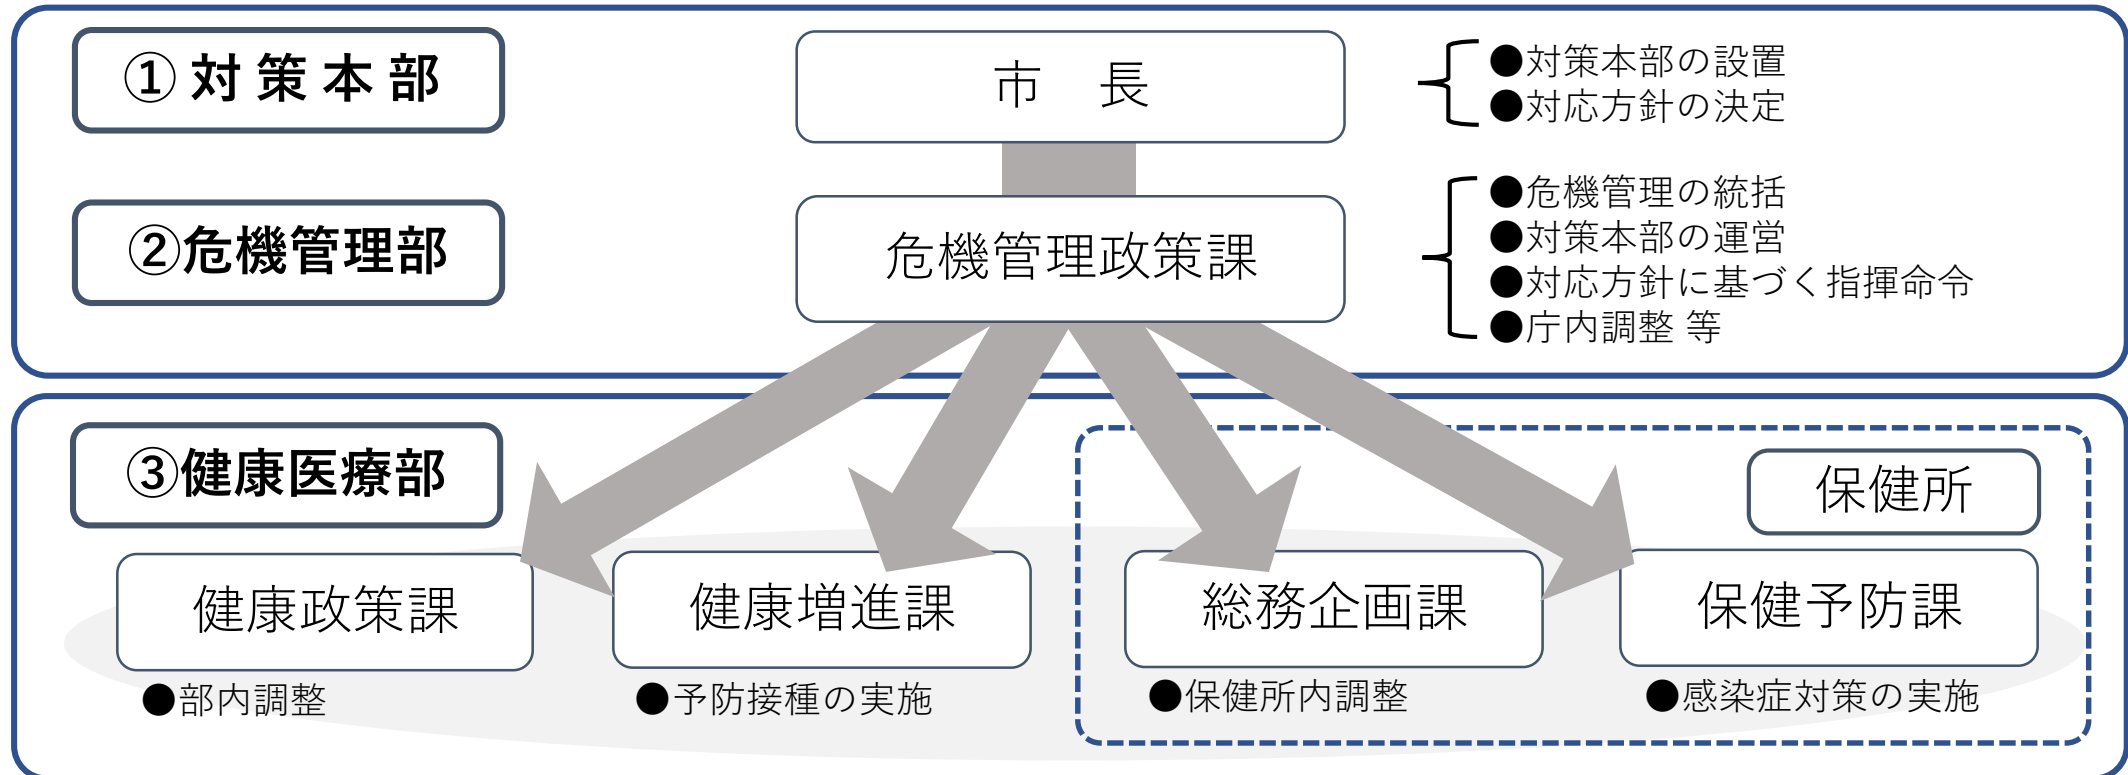 ① 対 策 本 部
市　長
●対策本部の設置
●対応方針の決定
②危機管理部
危機管理政策課
●危機管理の統括
●対策本部の運営
●対応方針に基づく指揮命令
●庁内調整 等
③健康医療部
保健所
健康政策課
健康増進課
総務企画課
保健予防課
●部内調整
●予防接種の実施
●保健所内調整
●感染症対策の実施